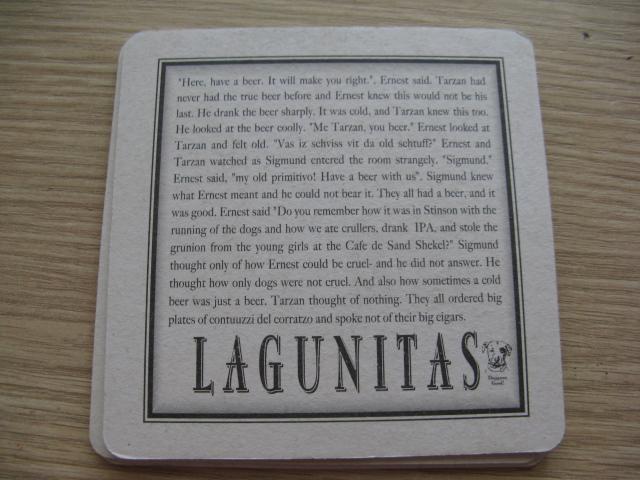 "Here, have a beer. It will make you right.". Ernest said. Tarzan had
never had the true beer before and Ernest knew this would not be his
last. He drank the beer sharply. It was cold, and Tarzan knew this too.
He looked at the beer coolly. "Me Tarzan, you beer." Ernest looked at
Tarzan and felt old. "Vas iz schviss vit da old schtuff?" Ernest and
Tarzan watched as Sigmund entered the room strangely. "Sigmund."
Ernest said, "my old primitivo! Have a beer with us". Sigmund knew
what Ernest meant and he could not bear it. They all had a beer, and it
was good. Ernest said "Do you remember how it was in Stinson with the
running of the dogs and how we ate crullers, drank IPA, and stole the
grunion from the young girls at the Cafe de Sand Shekel?" Sigmund
thought only of how Ernest could be cruel- and he did not answer. He
thought how only dogs were not cruel. And also how sometimes a cold
beer was just a beer. Tarzan thought of nothing. They all ordered big
plates of contuuzzi del corratzo and spoke not of their big cigars.
LAGUNITAS